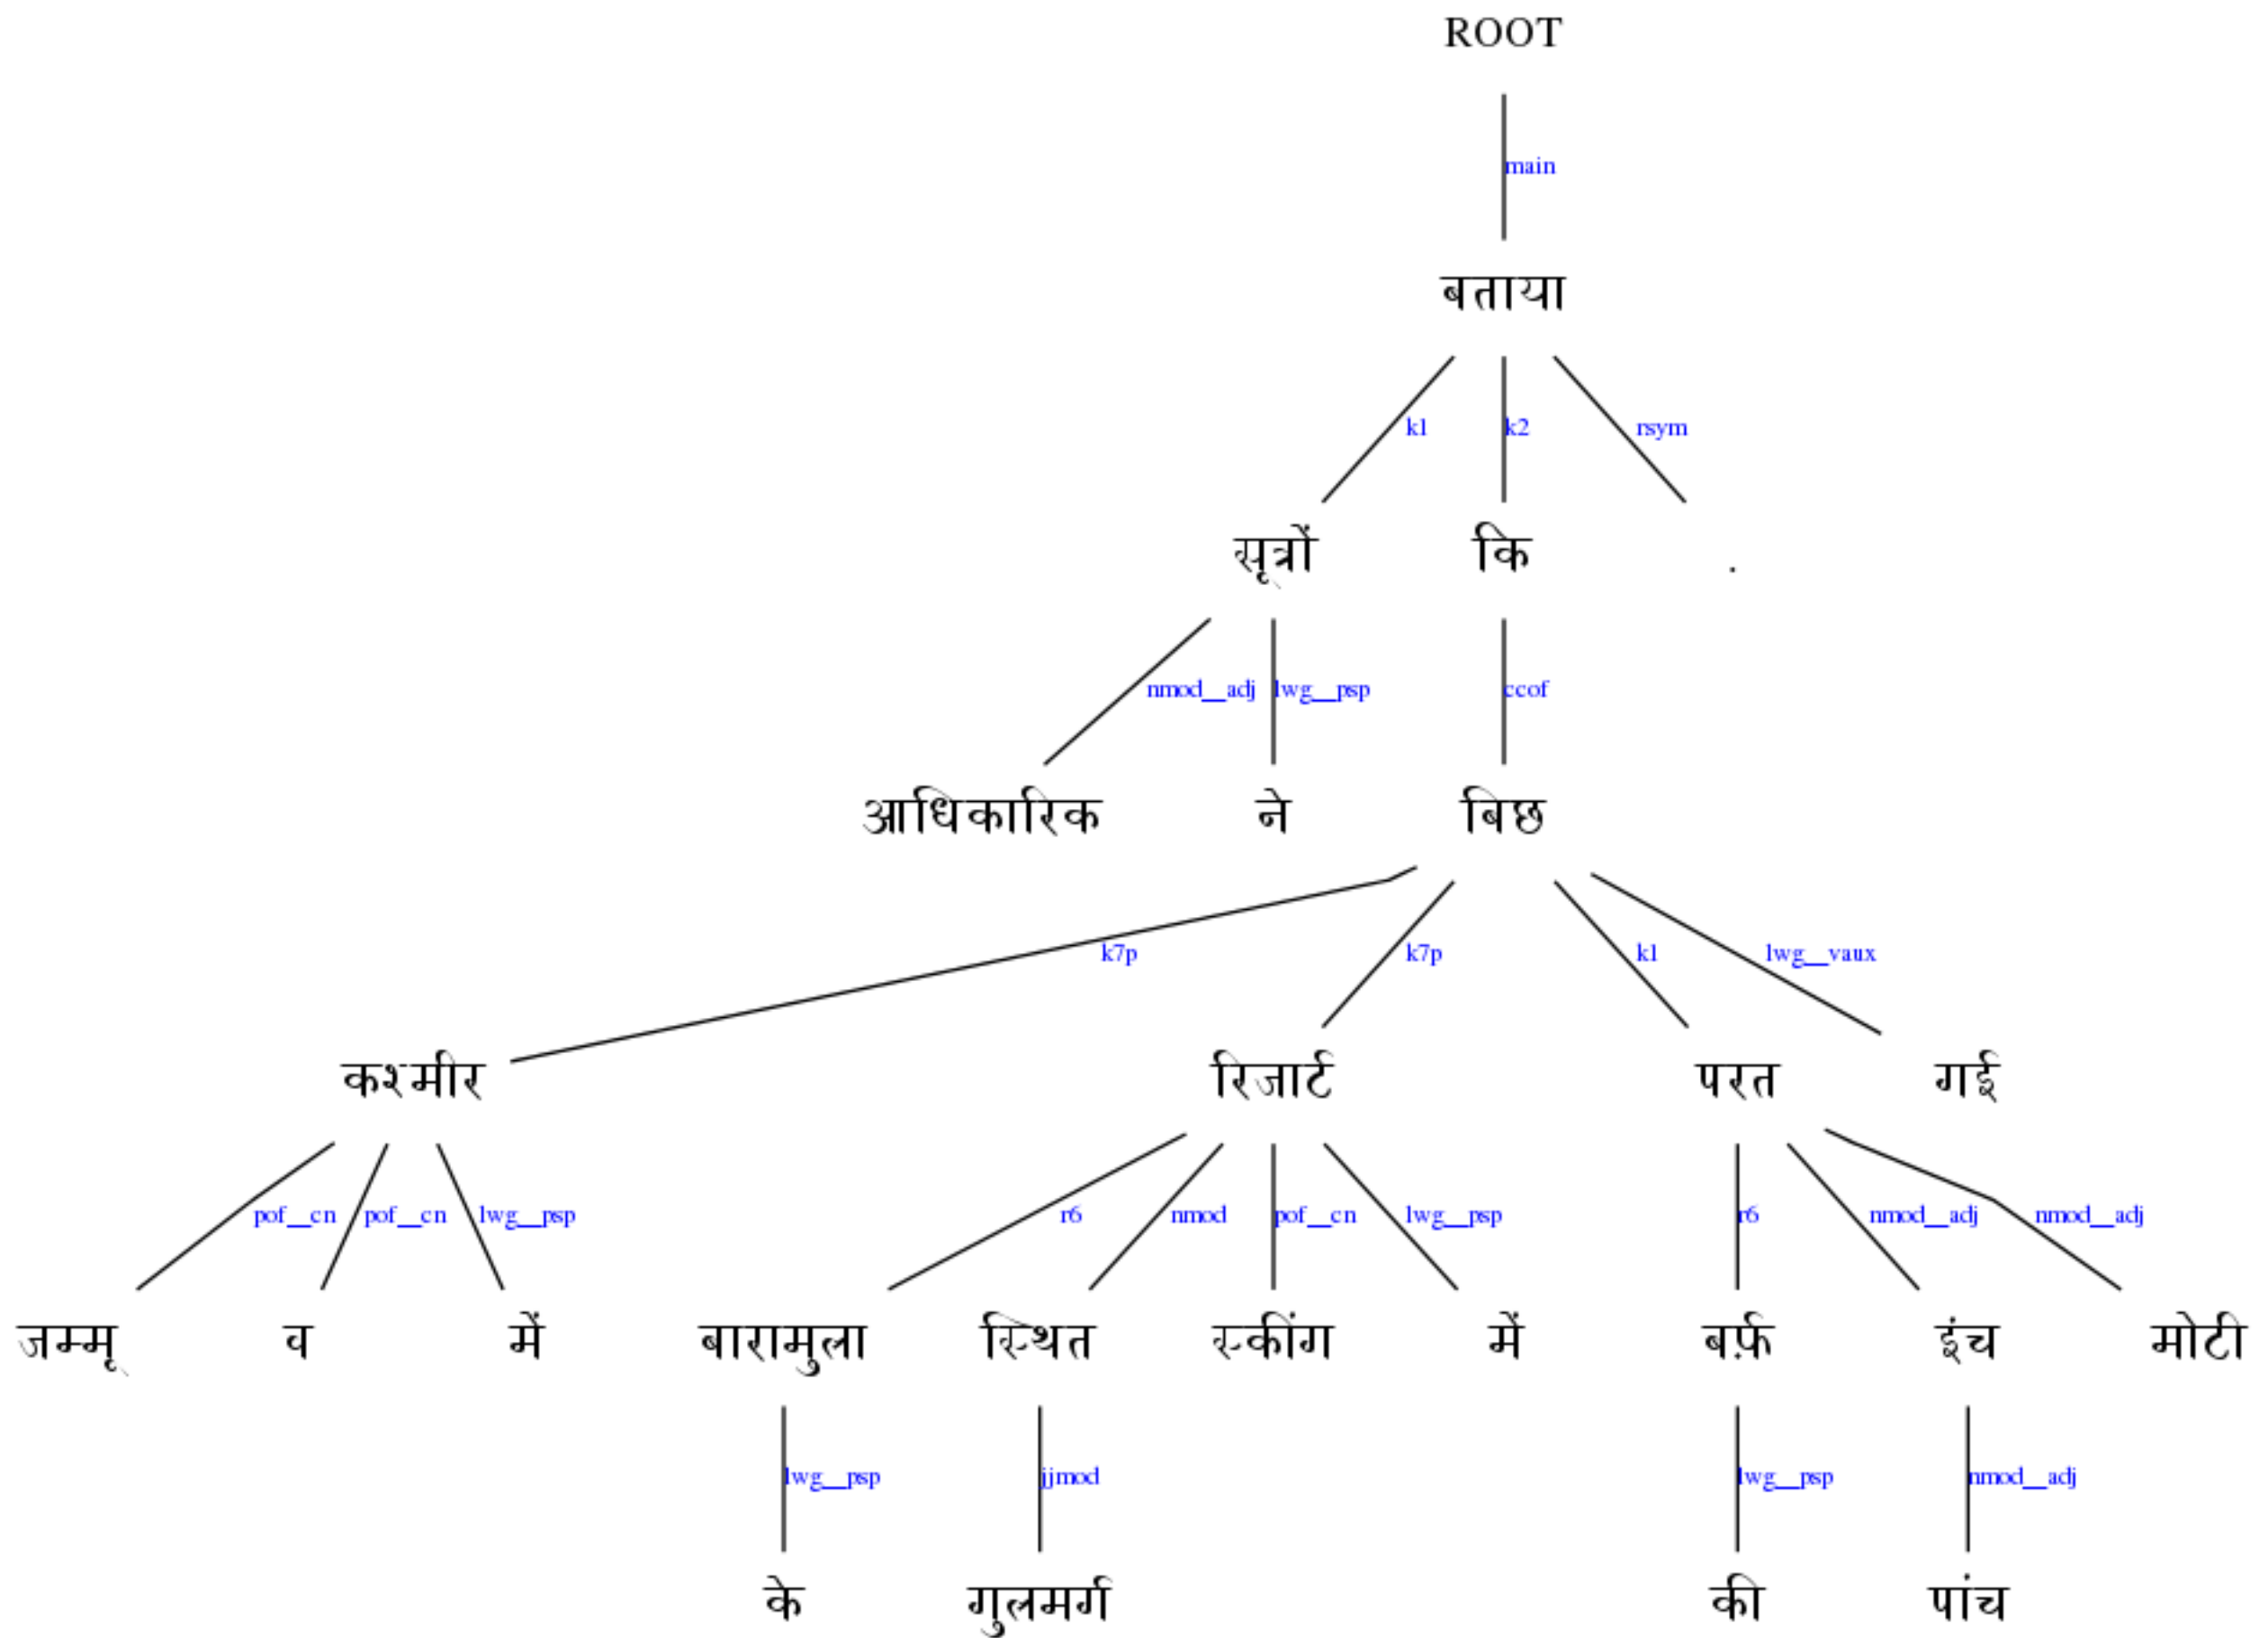 ROOT
main
बताया
k1 k2 rsym
सूत्रों कि .
nmod__adj lwg__psp ccof
आधिकारिक ने बिछ
k7p k7p k1 lwg__vaux
कश्मीर रिजार्ट परत गई
pof__cn pof__cn lwg__psp r6 nmod pof__cn lwg__psp r6 nmod__adj nmod__adj
जम्मू व में बारामुला स्थित स्कींग में बर्फ़ इंच मोटी
lwg__psp jjmod lwg__psp nmod__adj
के गुलमर्ग की पांच